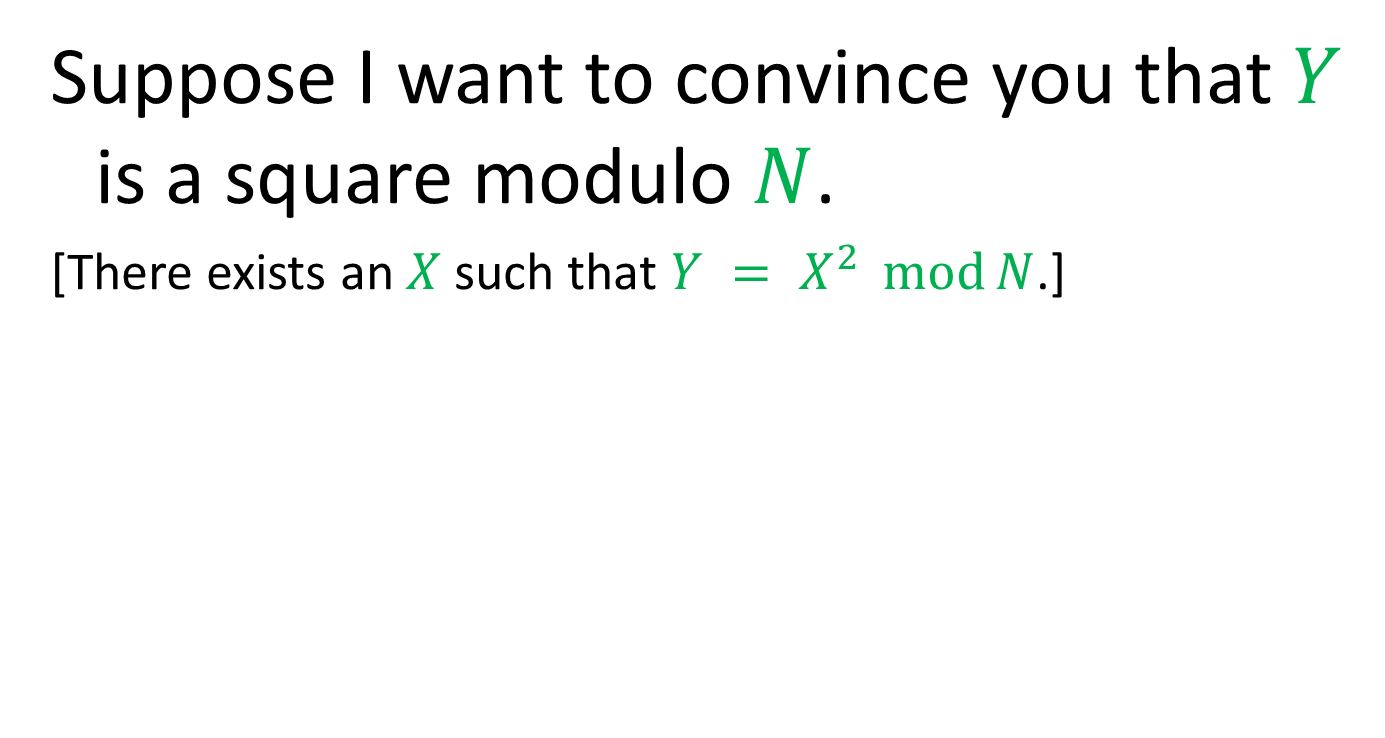 Suppose I want to convince you that Y
is a square modulo N.
[There exists an X such that Y = X² mod N.]